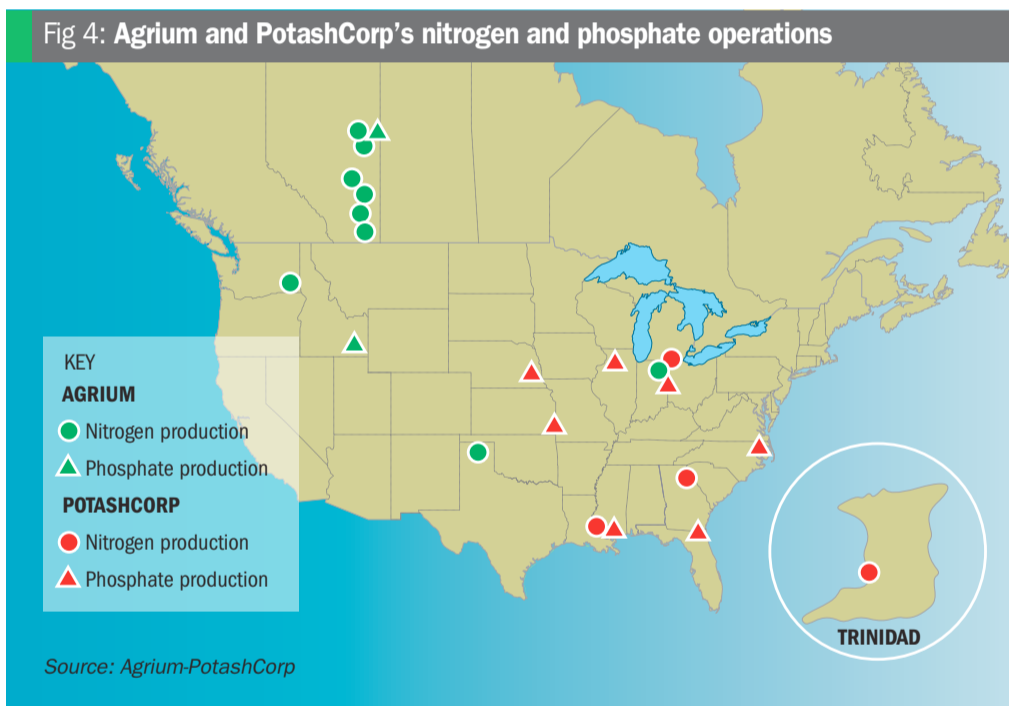 Fig 4: Agrium and PotashCorp's nitrogen and phosphate operations
KEY
AGRIUM
Nitrogen production
Phosphate production
POTASHCORP
Nitrogen production
Phosphate production
TRINIDAD
Source: Agrium-PotashCorp